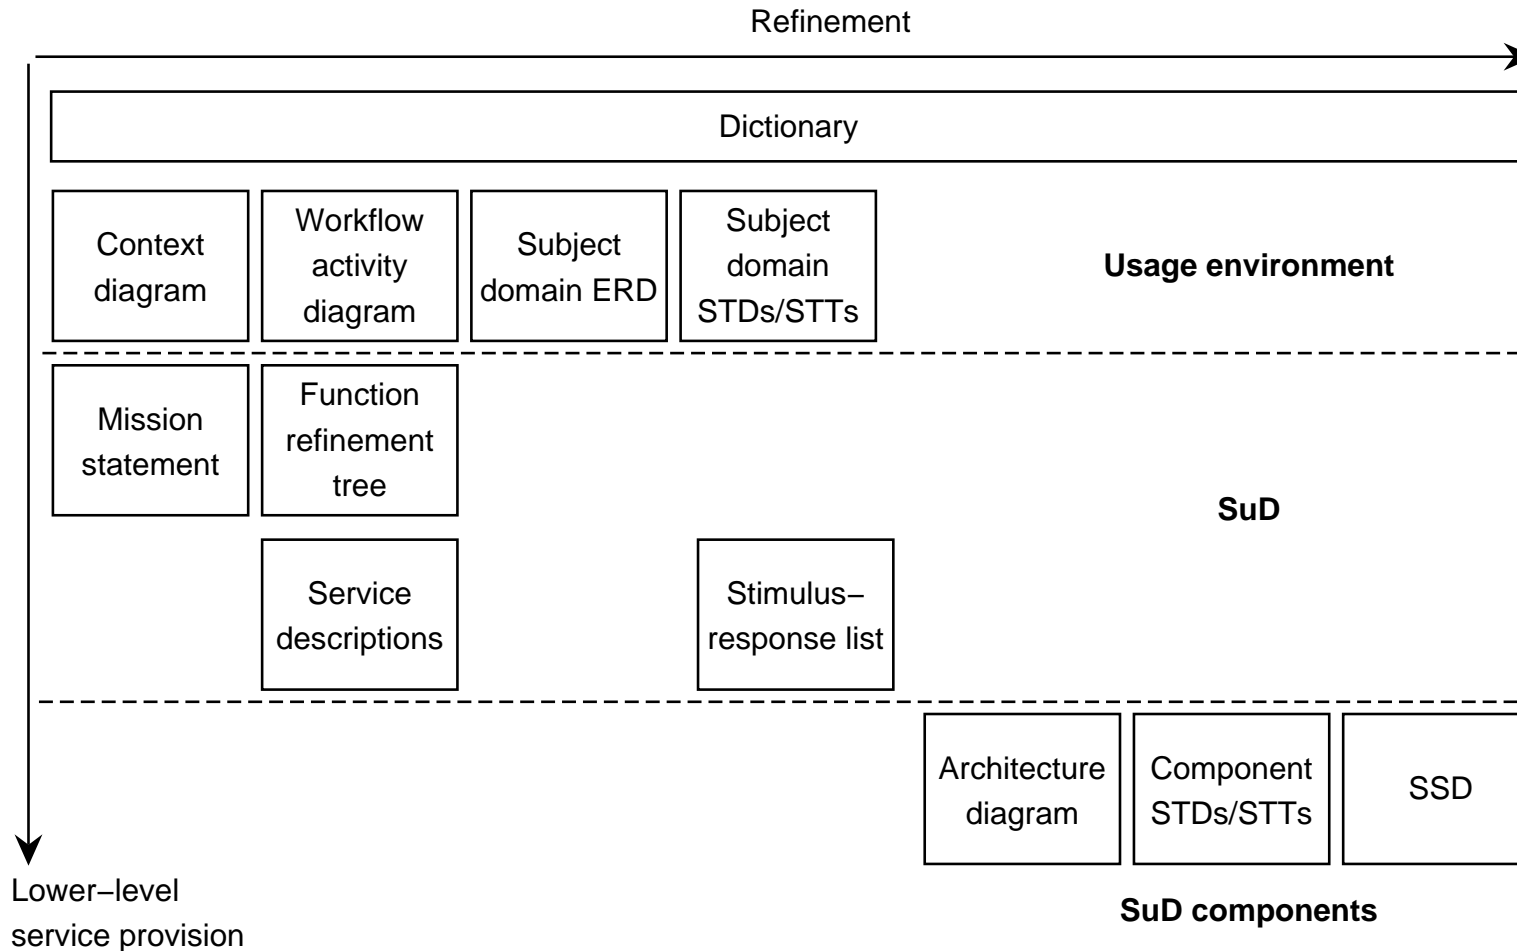 Refinement
Dictionary
Context
diagram
Workflow
activity
diagram
Subject
domain ERD
Subject
domain
STDs/STTs
Usage environment
Mission
statement
Function
refinement
tree
SuD
Service
descriptions
Stimulus−
response list
Architecture
diagram
Component
STDs/STTs
SSD
Lower−level
service provision
SuD components